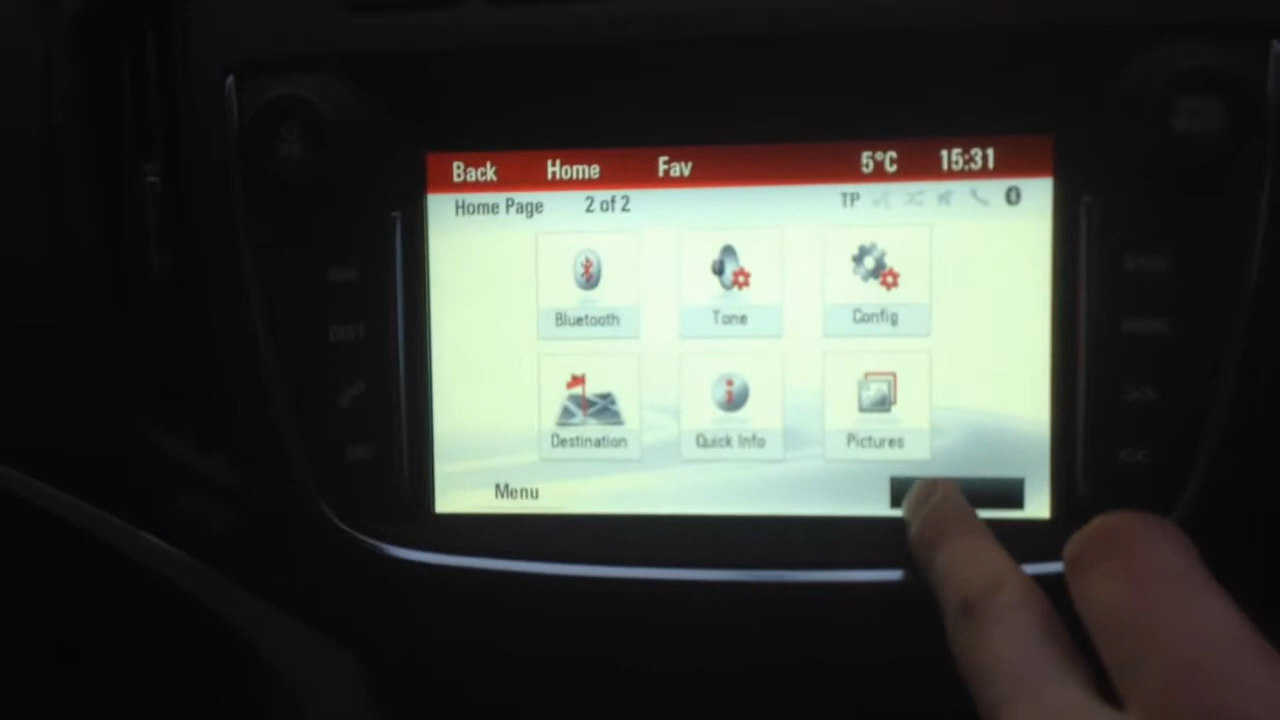 Back Home Fav 5°C 15:31
Home Page 2 of 2 TP
Bluetooth Tone Config
Destination Quick Info Pictures
Menu
>>
<<